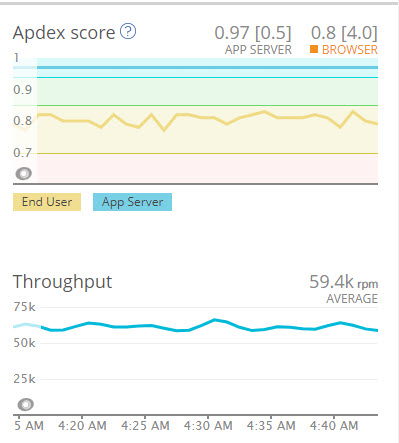 Apdex score ?
0.97 [0.5]
APP SERVER
0.8 [4.0]
BROWSER
1
0.9
0.8
0.7
End User
App Server
Throughput
59.4k rpm
AVERAGE
75k
50k
25k
5 AM
4:20 AM
4:25 AM
4:30 AM
4:35 AM
4:40 AM